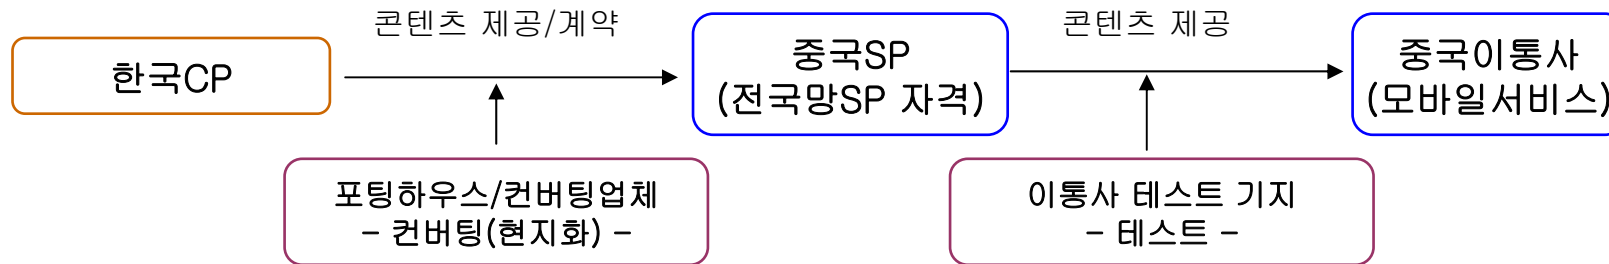 콘텐츠 제공/계약
콘텐츠 제공
한국CP
중국SP
(전국망SP 자격)
중국이통사
(모바일서비스)
포팅하우스/컨버팅업체
- 컨버팅(현지화) -
이통사 테스트 기지
- 테스트 -